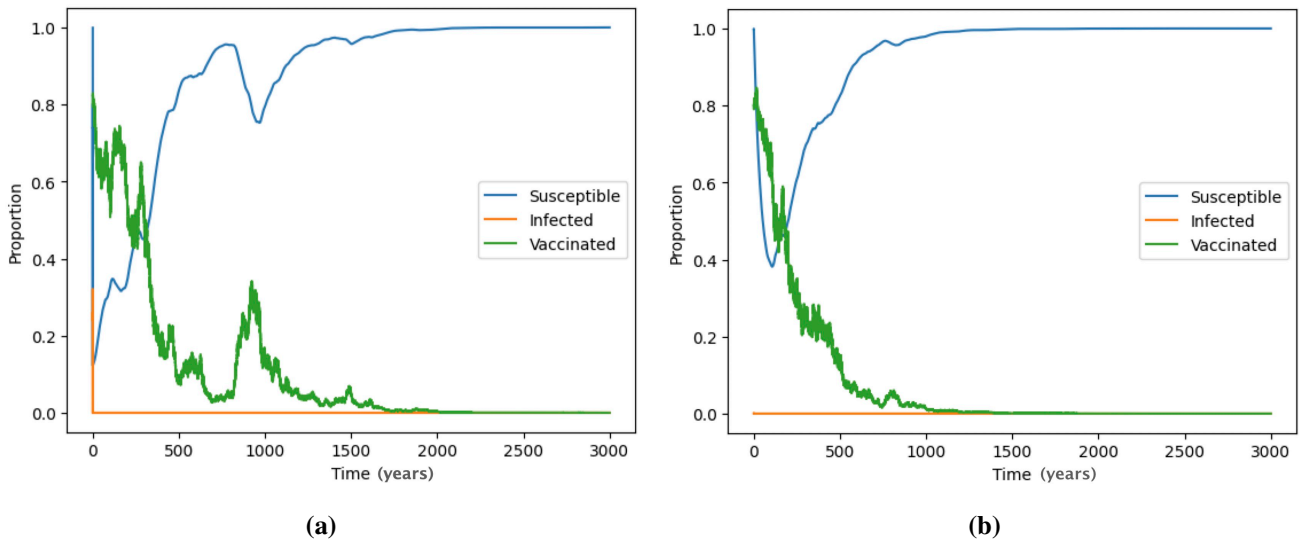 1.0
0.8
0.6
0.4
0.2
0.0
Proportion
Susceptible
Infected
Vaccinated
0 500 1000 1500 2000 2500 3000
Time (years)
(a)
1.0
0.8
0.6
0.4
0.2
0.0
Proportion
Susceptible
Infected
Vaccinated
0 500 1000 1500 2000 2500 3000
Time (years)
(b)